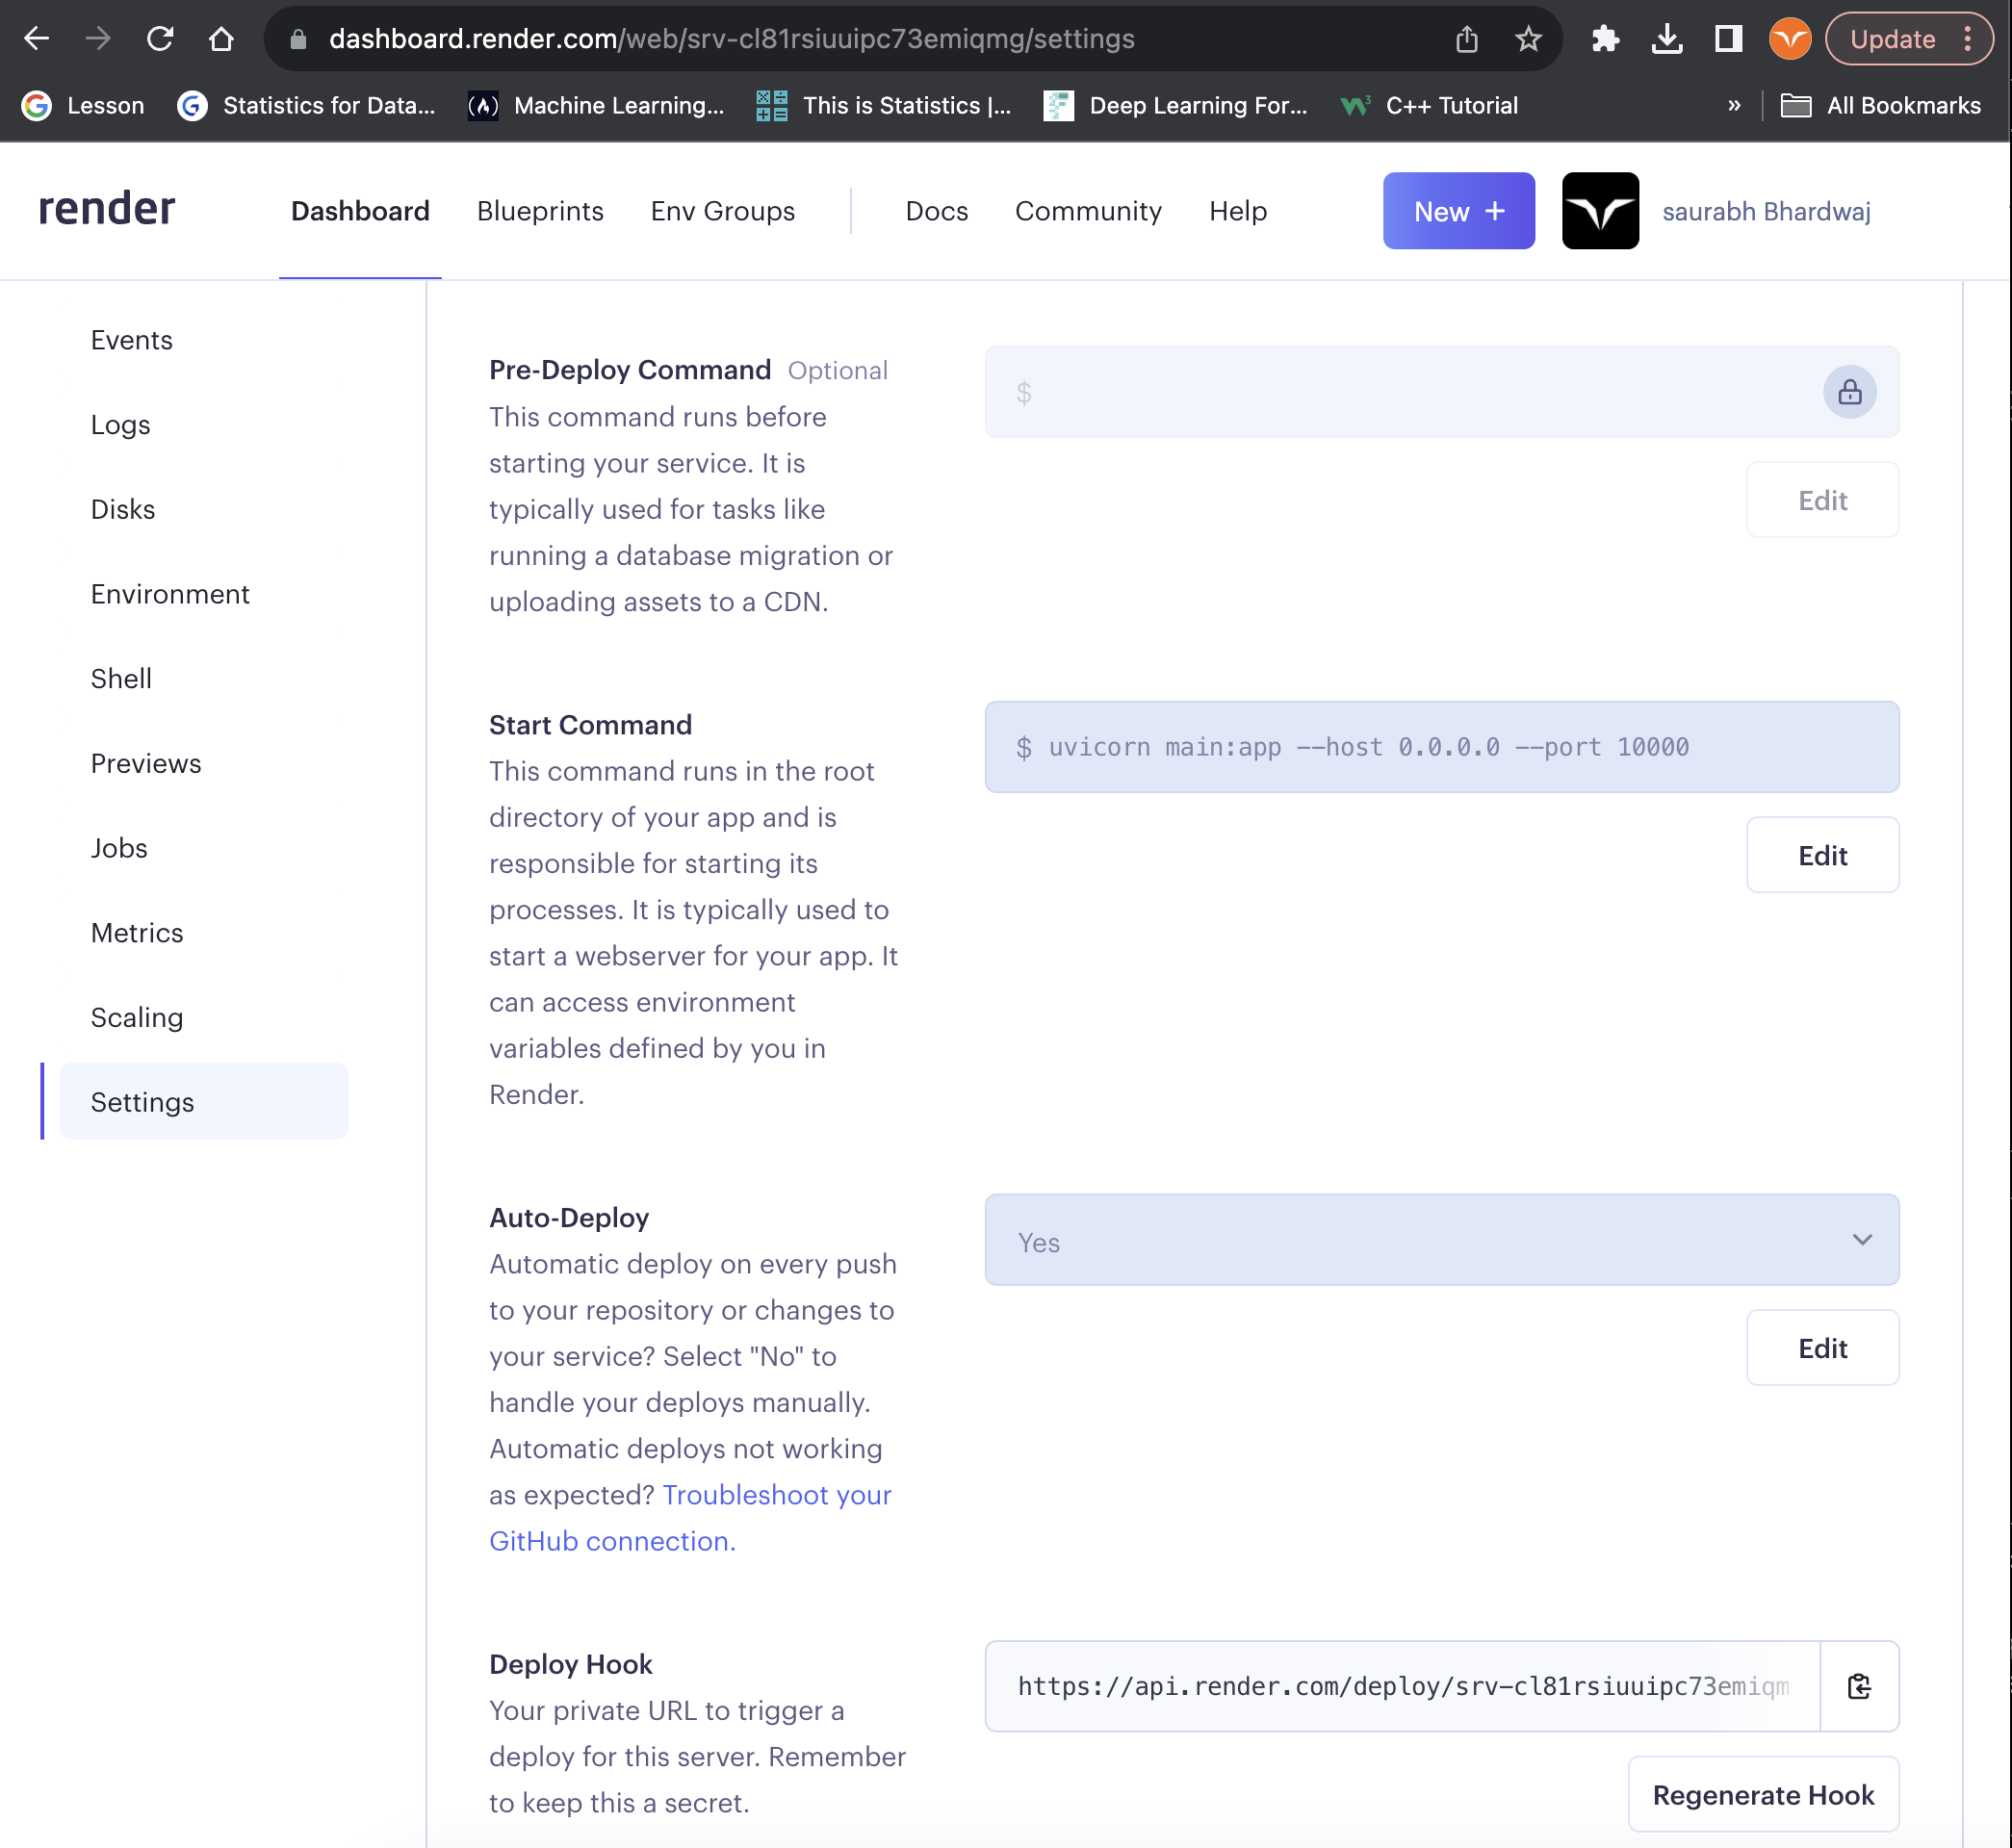 dashboard.render.com/web/srv-cl81rsiuuipc73emiqmg/settings
Update
Lesson
Statistics for Data...
Machine Learning...
This is Statistics |...
Deep Learning For...
C++ Tutorial
»
All Bookmarks
render
Dashboard
Blueprints
Env Groups
Docs
Community
Help
New +
saurabh Bhardwaj
Events
Logs
Disks
Environment
Shell
Previews
Jobs
Metrics
Scaling
Settings
Pre-Deploy Command Optional
This command runs before
starting your service. It is
typically used for tasks like
running a database migration or
uploading assets to a CDN.
$
Edit
Start Command
This command runs in the root
directory of your app and is
responsible for starting its
processes. It is typically used to
start a webserver for your app. It
can access environment
variables defined by you in
Render.
$ uvicorn main:app --host 0.0.0.0 --port 10000
Edit
Auto-Deploy
Automatic deploy on every push
to your repository or changes to
your service? Select "No" to
handle your deploys manually.
Automatic deploys not working
as expected? Troubleshoot your
GitHub connection.
Yes
Edit
Deploy Hook
Your private URL to trigger a
deploy for this server. Remember
to keep this a secret.
https://api.render.com/deploy/srv-cl81rsiuuipc73emiqm
Regenerate Hook